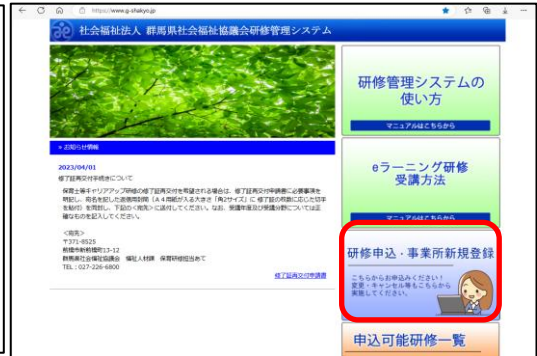 https://www.g-shakyo.jp
社会福祉法人 群馬県社会福祉協議会研修管理システム
» お知らせ情報
2023/04/01
修了証再交付手続きについて
保育士等キャリアアップ研修の修了証再交付を希望される場合は、修了証再交付申請書に必要事項を
明記し、宛名を記した返信用封筒（A４用紙が入る大きさ「角2サイズ」に 修了証の枚数に応じた切手
を貼付）を同封し、下記の<宛先>に送付してください。なお、受講年度及び受講分野については正
確なものを記入してください。
<宛先>
〒371-8525
前橋市新前橋町13-12
群馬県社会福祉協議会　福祉人材課　保育研修担当あて
TEL：027-226-6800
修了証再交付申請書
研修管理システムの
使い方
マニュアルはこちらから
eラーニング研修
受講方法
マニュアルはこちらから
研修申込・事業所新規登録
こちらからお申込みください！
変更・キャンセル等もこちらから
実施してください。
申込可能研修一覧